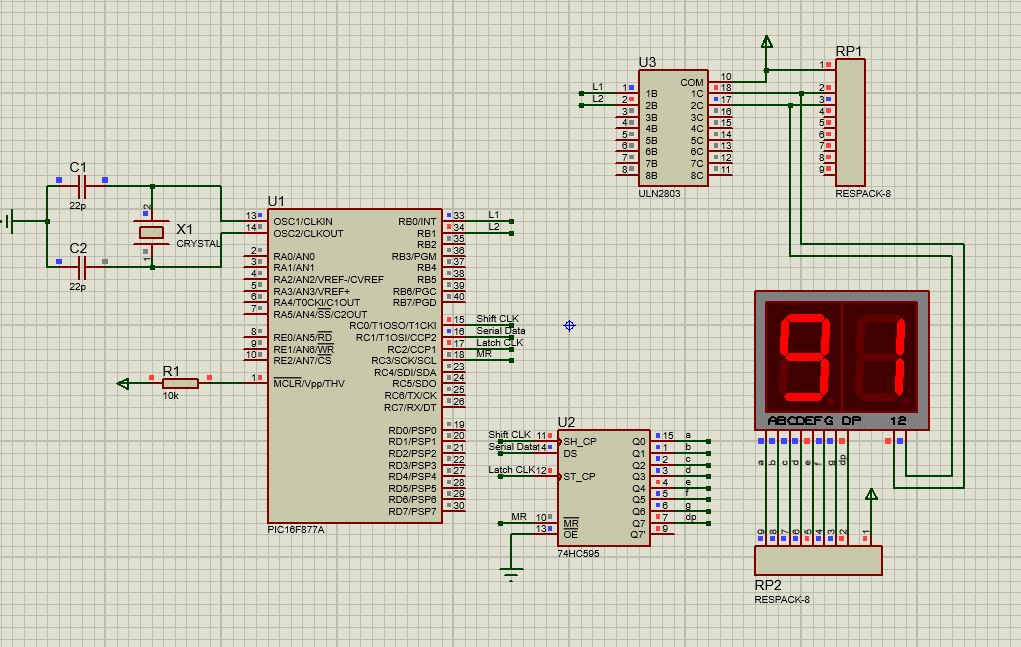 C1
22p
X1
CRYSTAL
2
1
C2
22p
R1
10k
U1
13 OSC1/CLKIN
14 OSC2/CLKOUT
2 RA0/AN0
3 RA1/AN1
4 RA2/AN2/VREF-/CVREF
5 RA3/AN3/VREF+
6 RA4/T0CKI/C1OUT
7 RA5/AN4/SS/C2OUT
8 RE0/AN5/RD
9 RE1/AN6/WR
10 RE2/AN7/CS
1 MCLR/Vpp/THV
RB0/INT 33 L1
RB1 34 L2
RB2 35
RB3/PGM 36
RB4 37
RB5 38
RB6/PGC 39
RB7/PGD 40
RC0/T1OSO/T1CKI 15 Shift CLK
RC1/T1OSI/CCP2 16 Serial Data
RC2/CCP1 17 Latch CLK
RC3/SCK/SCL 18 MR
RC4/SDI/SDA 23
RC5/SDO 24
RC6/TX/CK 25
RC7/RX/DT 26
RD0/PSP0 19
RD1/PSP1 20
RD2/PSP2 21
RD3/PSP3 22
RD4/PSP4 27
RD5/PSP5 28
RD6/PSP6 29
RD7/PSP7 30
PIC16F877A
U3
L1 1 1B
L2 2 2B
3 3B
4 4B
5 5B
6 6B
7 7B
8 8B
COM 10
1C 18
2C 17
3C 16
4C 15
5C 14
6C 13
7C 12
8C 11
ULN2803
RP1
1
2
3
4
5
6
7
8
9
RESPACK-8
U2
Shift CLK 11 SH_CP
Serial Data 14 DS
Latch CLK 12 ST_CP
MR 10 MR
13 OE
Q0 15 a
Q1 1 b
Q2 2 c
Q3 3 d
Q4 4 e
Q5 5 f
Q6 6 g
Q7 7 dp
Q7' 9
74HC595
91
ABCDEFG DP 12
a b c d e f g dp
9 8 7 6 5 4 3 2 1
RP2
RESPACK-8